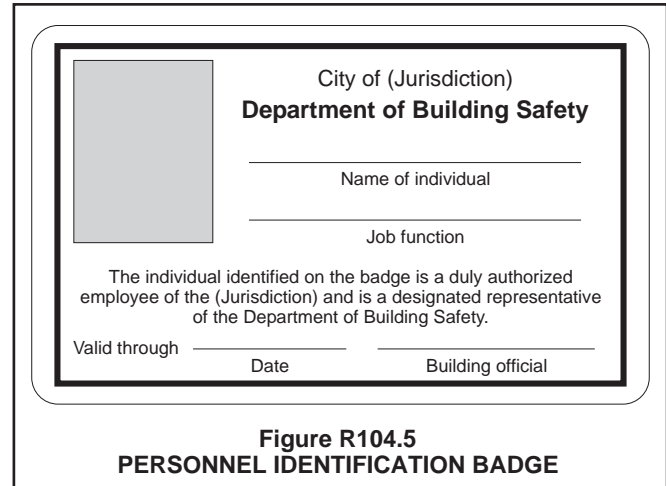 City of (Jurisdiction)
Department of Building Safety
Name of individual
Job function
The individual identified on the badge is a duly authorized
employee of the (Jurisdiction) and is a designated representative
of the Department of Building Safety.
Valid through
Date
Building official
Figure R104.5
PERSONNEL IDENTIFICATION BADGE